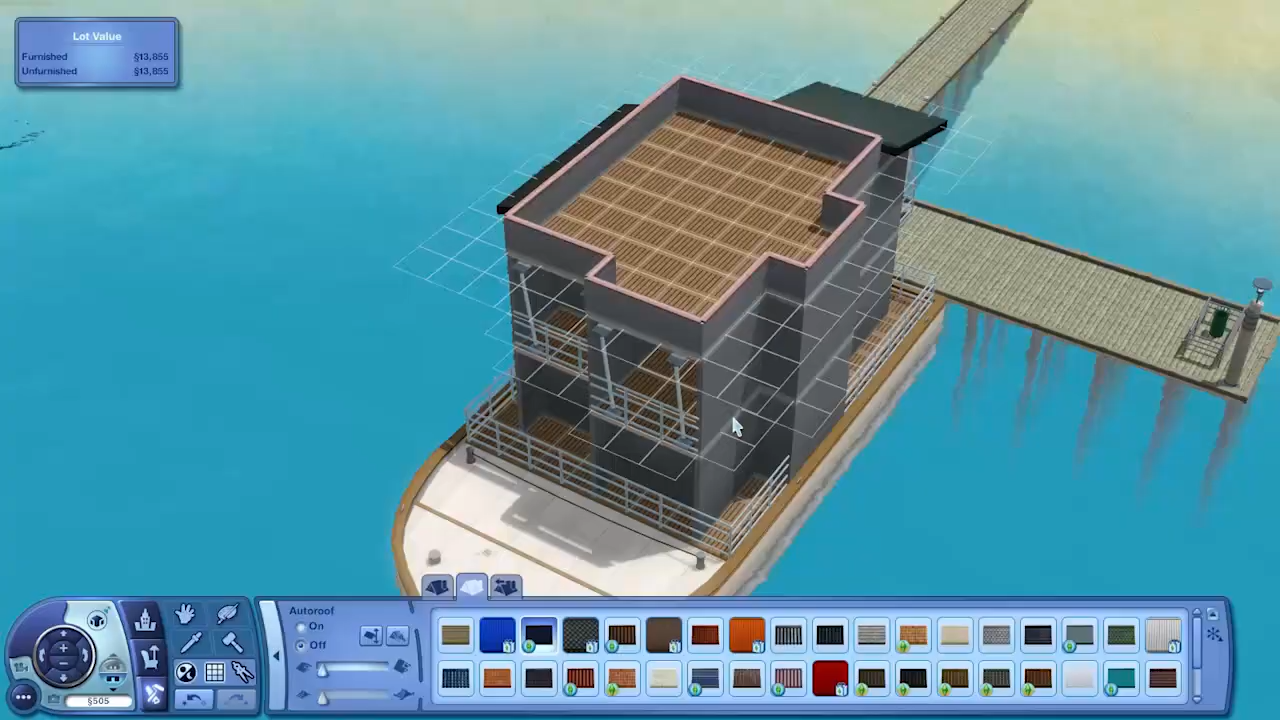 Lot Value
Furnished §13,855
Unfurnished §13,855
Autoroof
On
Off
§505